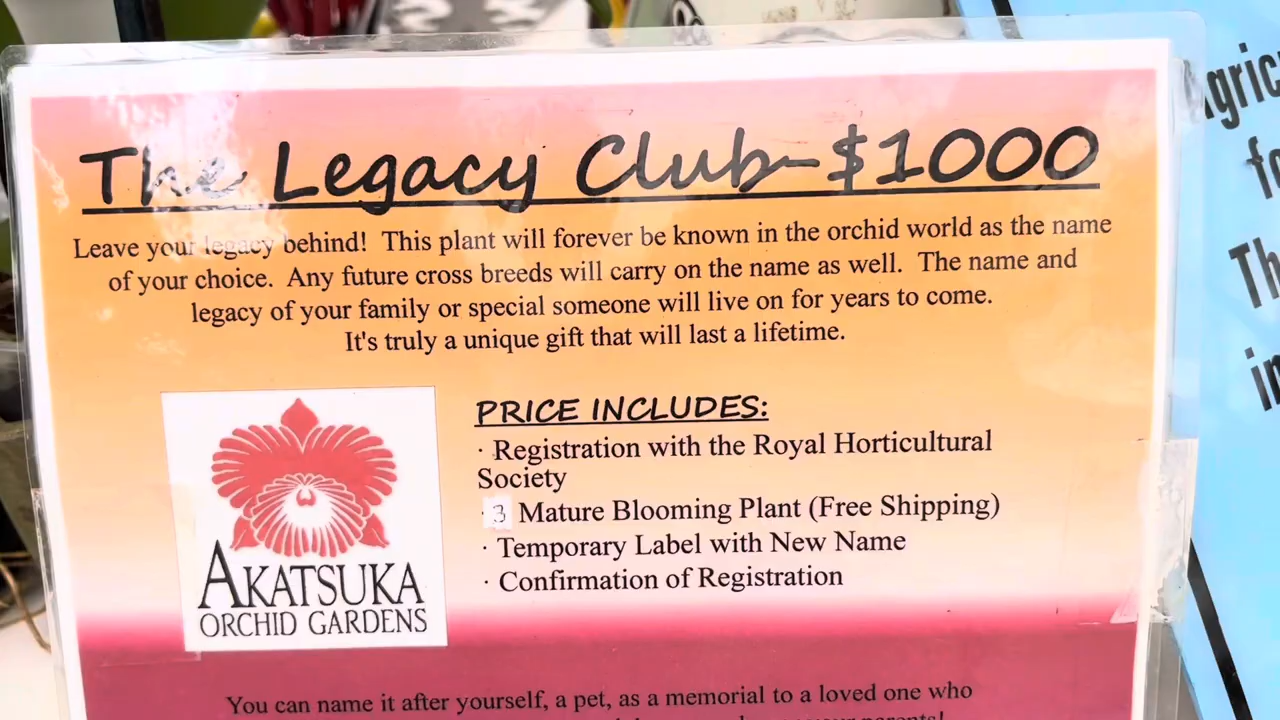 The Legacy Club-$1000
Leave your legacy behind! This plant will forever be known in the orchid world as the name
of your choice. Any future cross breeds will carry on the name as well. The name and
legacy of your family or special someone will live on for years to come.
It's truly a unique gift that will last a lifetime.
PRICE INCLUDES:
· Registration with the Royal Horticultural
Society
· 3 Mature Blooming Plant (Free Shipping)
· Temporary Label with New Name
· Confirmation of Registration
AKATSUKA
ORCHID GARDENS
You can name it after yourself, a pet, as a memorial to a loved one who
parents!